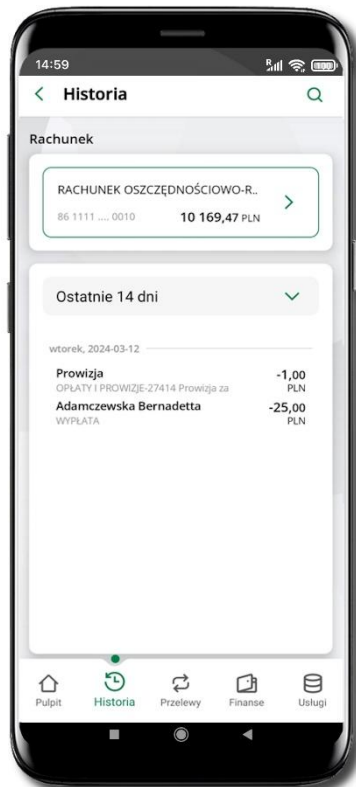 14:59
R
100
Historia
Rachunek
RACHUNEK OSZCZĘDNOŚCIOWO-R..
86 1111 .... 0010 10 169,47 PLN
Ostatnie 14 dni
wtorek, 2024-03-12
Prowizja -1,00
OPŁATY I PROWIZJE-27414 Prowizja za PLN
Adamczewska Bernadetta -25,00
WYPŁATA PLN
Pulpit Historia Przelewy Finanse Usługi